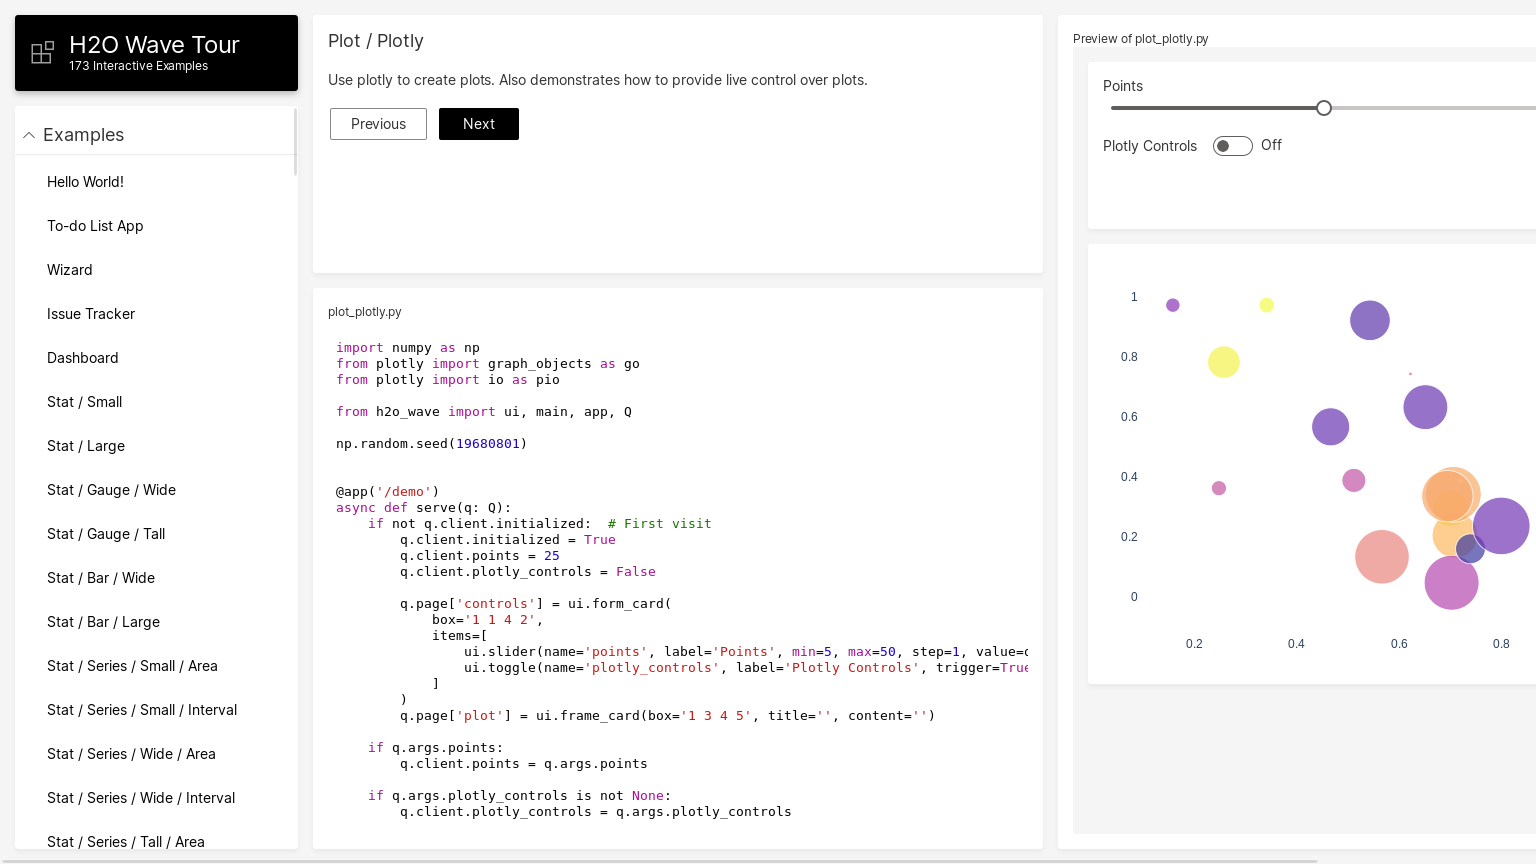 H2O Wave Tour
173 Interactive Examples
Examples
Hello World!
To-do List App
Wizard
Issue Tracker
Dashboard
Stat / Small
Stat / Large
Stat / Gauge / Wide
Stat / Gauge / Tall
Stat / Bar / Wide
Stat / Bar / Large
Stat / Series / Small / Area
Stat / Series / Small / Interval
Stat / Series / Wide / Area
Stat / Series / Wide / Interval
Stat / Series / Tall / Area
Plot / Plotly
Use plotly to create plots. Also demonstrates how to provide live control over plots.
Previous
Next
plot_plotly.py
import numpy as np
from plotly import graph_objects as go
from plotly import io as pio
from h2o_wave import ui, main, app, Q
np.random.seed(19680801)
@app('/demo')
async def serve(q: Q):
    if not q.client.initialized:  # First visit
        q.client.initialized = True
        q.client.points = 25
        q.client.plotly_controls = False
        q.page['controls'] = ui.form_card(
            box='1 1 4 2',
            items=[
                ui.slider(name='points', label='Points', min=5, max=50, step=1, value=
                ui.toggle(name='plotly_controls', label='Plotly Controls', trigger=True
            ]
        )
        q.page['plot'] = ui.frame_card(box='1 3 4 5', title='', content='')
    if q.args.points:
        q.client.points = q.args.points
    if q.args.plotly_controls is not None:
        q.client.plotly_controls = q.args.plotly_controls
Preview of plot_plotly.py
Points
Plotly Controls
Off
1
0.8
0.6
0.4
0.2
0
0.2
0.4
0.6
0.8